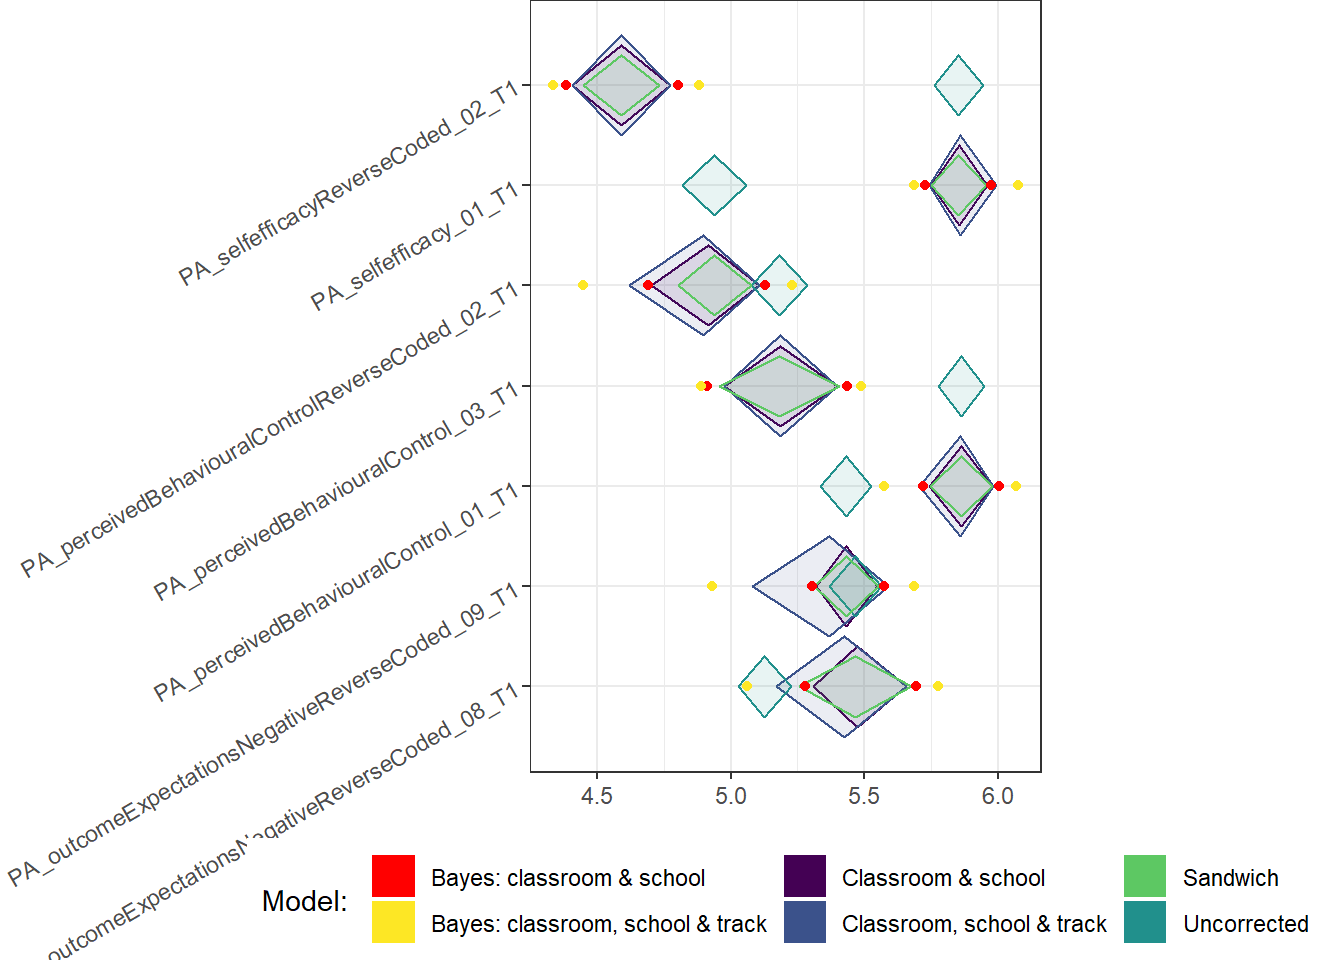 PA_selfefficacyReverseCoded_02_T1
PA_selfefficacy_01_T1
PA_perceivedBehaviouralControlReverseCoded_02_T1
PA_perceivedBehaviouralControl_03_T1
PA_perceivedBehaviouralControl_01_T1
PA_outcomeExpectationsNegativeReverseCoded_09_T1
outcomeExpectationsNegativeReverseCoded_08_T1
4.5 5.0 5.5 6.0
Model:
Bayes: classroom & school
Classroom & school
Sandwich
Bayes: classroom, school & track
Classroom, school & track
Uncorrected